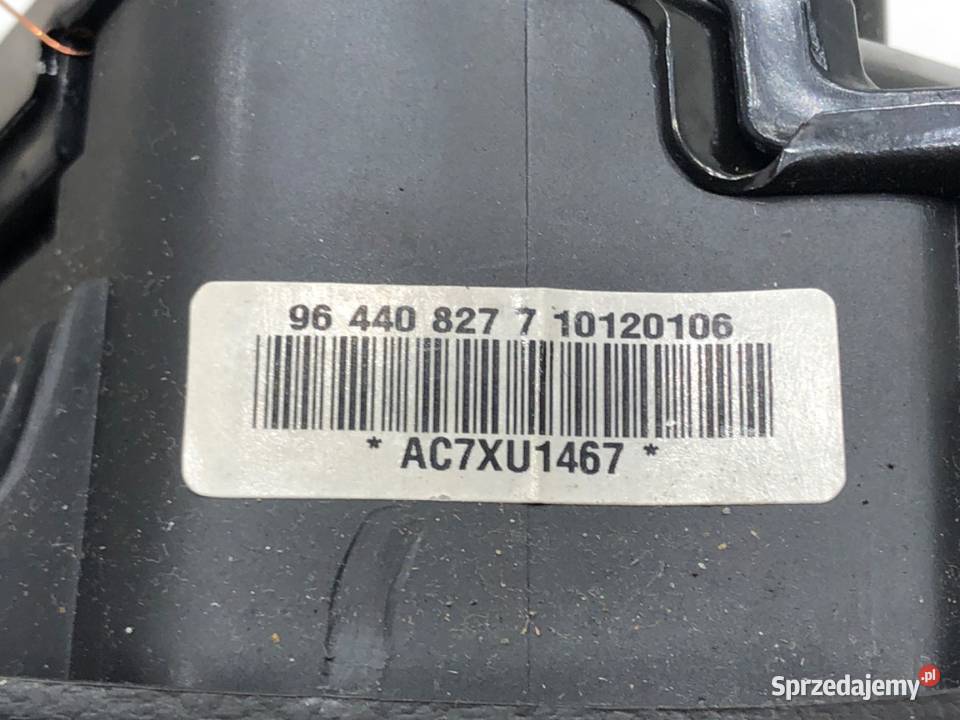 96 440 827 7 10120106
* AC7XU1467 *
Sprzedajemy.pl